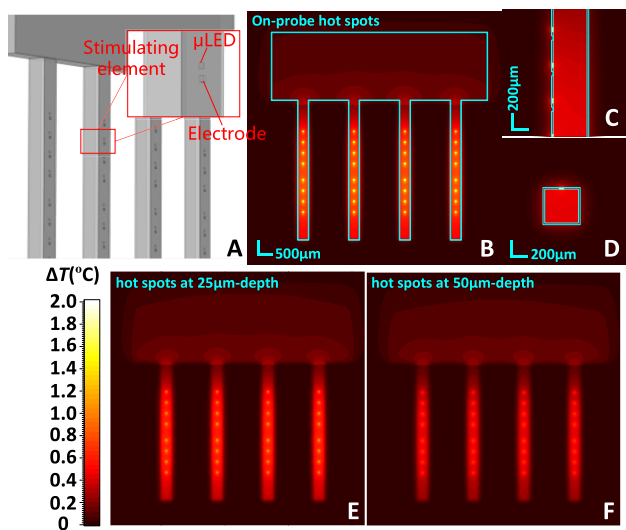 Stimulating
element
μLED
Electrode
A
On-probe hot spots
500μm
B
200μm
C
200μm
D
ΔT(°C)
2.0
1.8
1.6
1.4
1.2
1.0
0.8
0.6
0.4
0.2
0
hot spots at 25μm-depth
E
hot spots at 50μm-depth
F